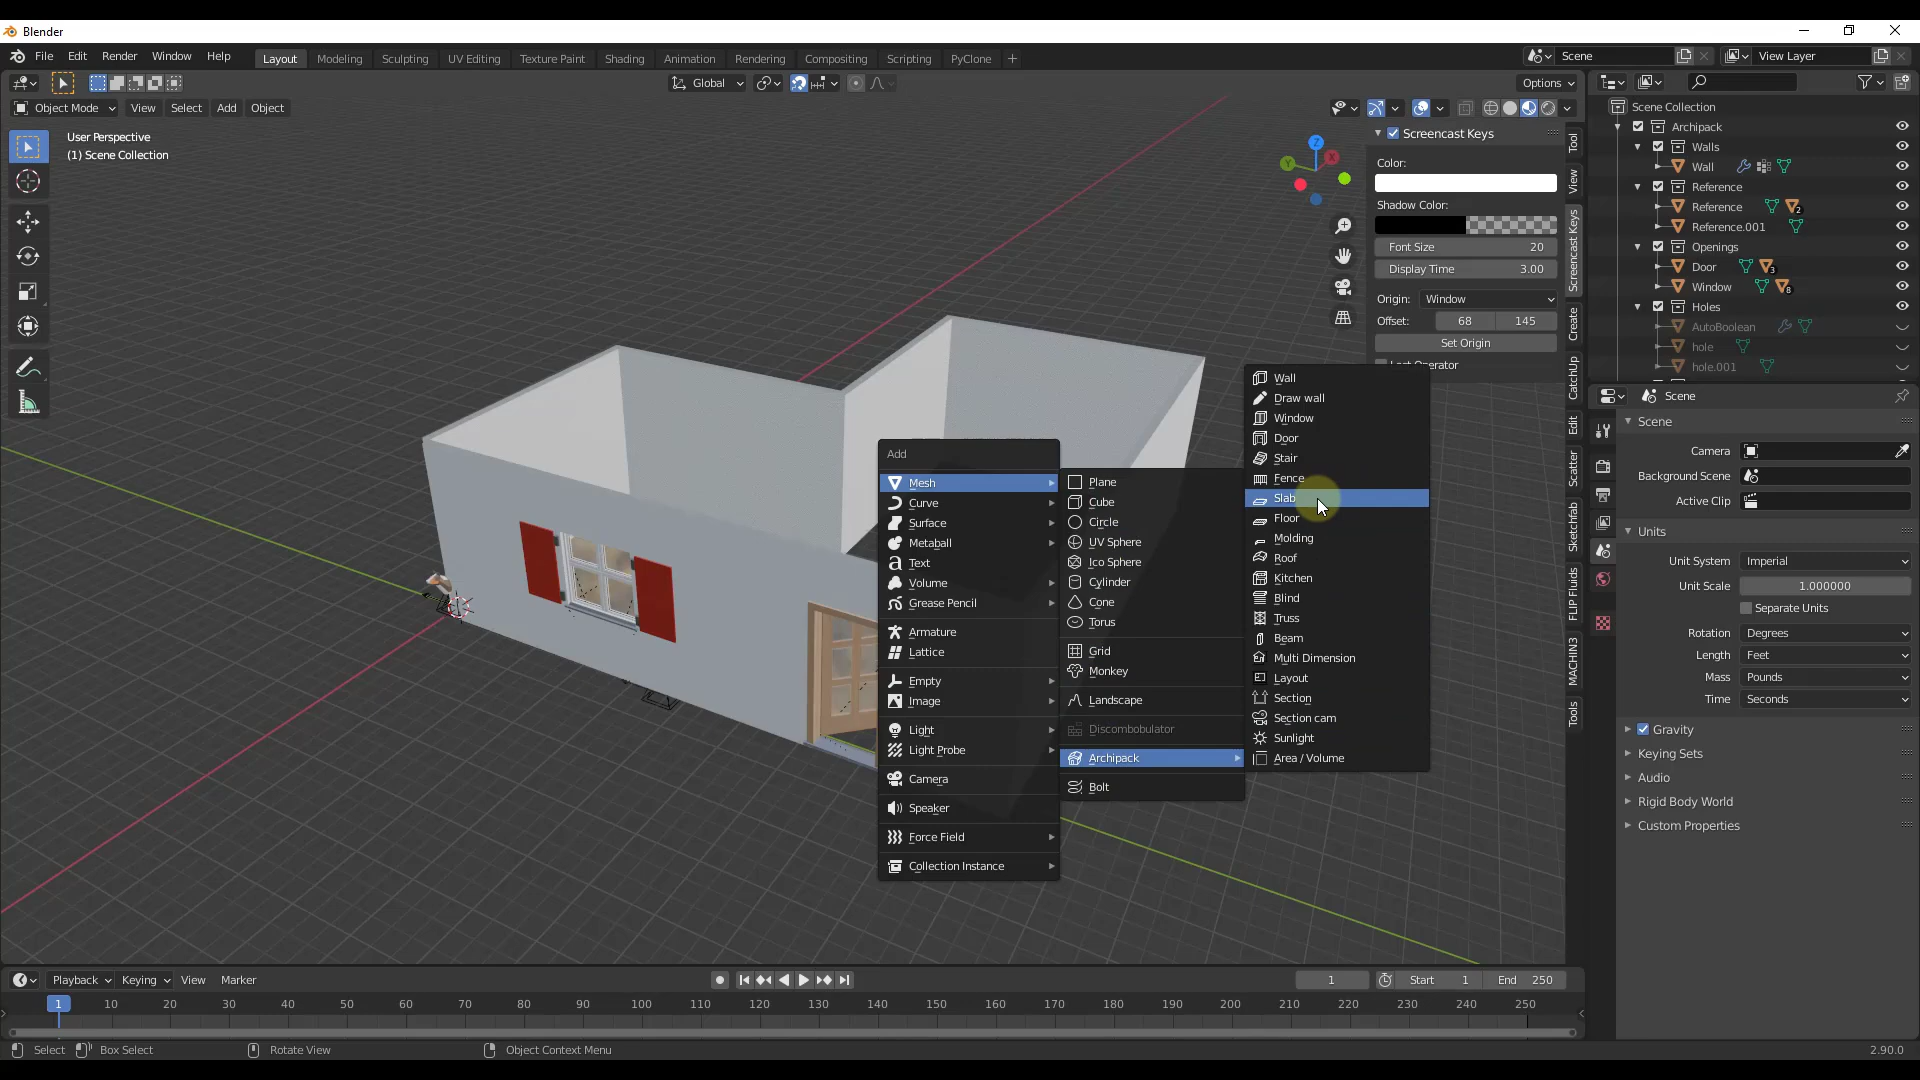 Blender
File Edit Render Window Help
Layout Modeling Sculpting UV Editing Texture Paint Shading Animation Rendering Compositing Scripting PyClone +
Scene
View Layer
Global
Options
Object Mode View Select Add Object
User Perspective
(1) Scene Collection
Z
X
Y
Screencast Keys
Color:
Shadow Color:
Font Size 20
Display Time 3.00
Origin: Window
Offset: 68 145
Set Origin
Last Operator
Tool
View
Screencast Keys
Create
CatchUp
Edit
Scatter
Sketchfab
FLIP Fluids
MACHIN3
Tools
Add
Mesh
Curve
Surface
Metaball
Text
Volume
Grease Pencil
Armature
Lattice
Empty
Image
Light
Light Probe
Camera
Speaker
Force Field
Collection Instance
Plane
Cube
Circle
UV Sphere
Ico Sphere
Cylinder
Cone
Torus
Grid
Monkey
Landscape
Discombobulator
Archipack
Bolt
Wall
Draw wall
Window
Door
Stair
Fence
Slab
Floor
Molding
Roof
Kitchen
Blind
Truss
Beam
Multi Dimension
Layout
Section
Section cam
Sunlight
Area / Volume
Scene Collection
Archipack
Walls
Wall
Reference
Reference 2
Reference.001
Openings
Door 3
Window 8
Holes
AutoBoolean
hole
hole.001
Scene
Scene
Camera
Background Scene
Active Clip
Units
Unit System Imperial
Unit Scale 1.000000
Separate Units
Rotation Degrees
Length Feet
Mass Pounds
Time Seconds
Gravity
Keying Sets
Audio
Rigid Body World
Custom Properties
Playback Keying View Marker
1 Start 1 End 250
1 10 20 30 40 50 60 70 80 90 100 110 120 130 140 150 160 170 180 190 200 210 220 230 240 250
Select Box Select Rotate View Object Context Menu 2.90.0